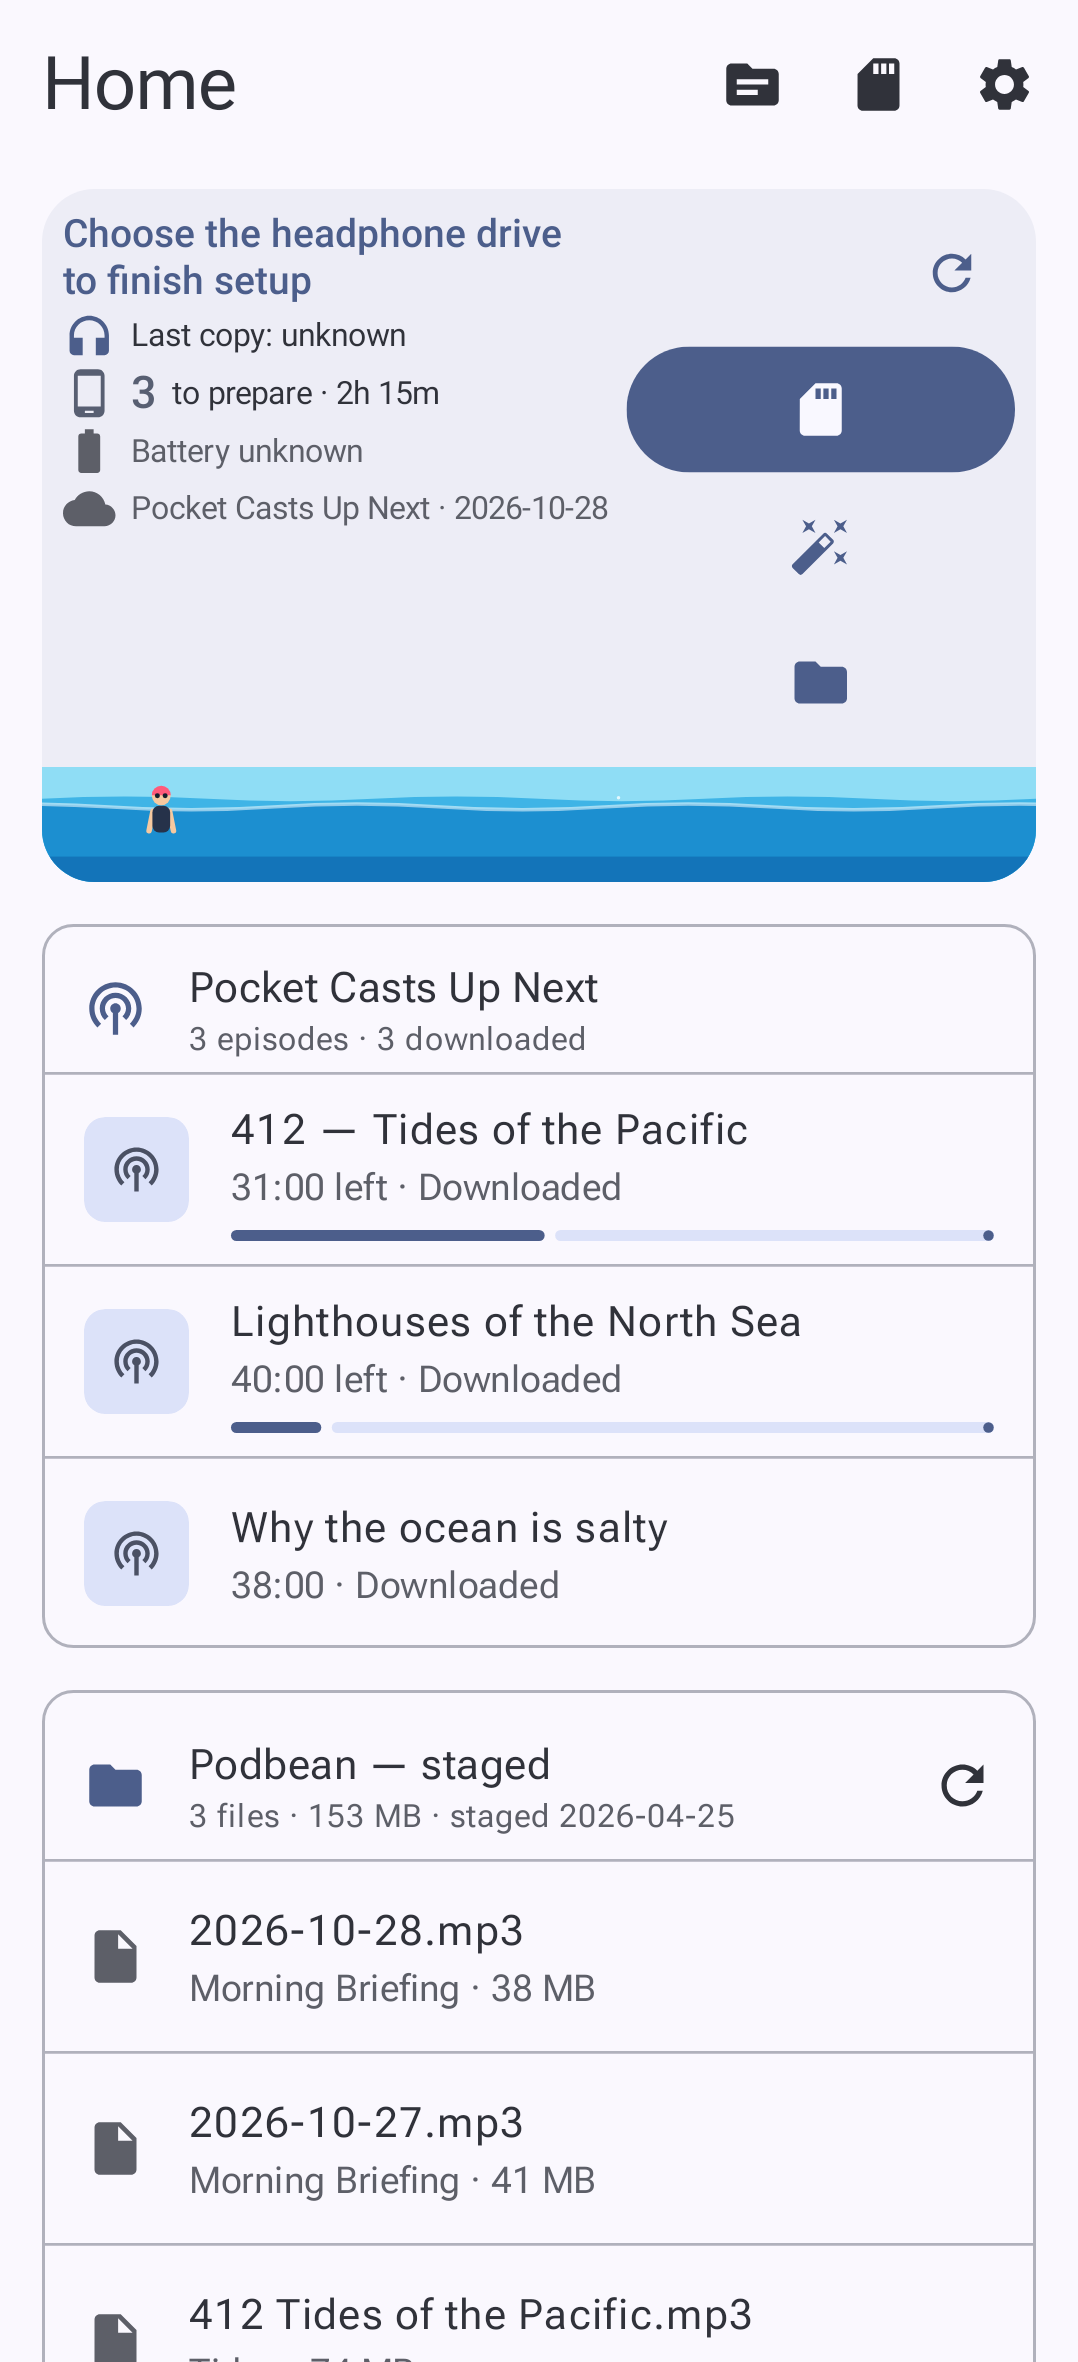 Home
Choose the headphone drive
to finish setup
Last copy: unknown
3 to prepare · 2h 15m
Battery unknown
Pocket Casts Up Next · 2026-10-28
Pocket Casts Up Next
3 episodes · 3 downloaded
412 — Tides of the Pacific
31:00 left · Downloaded
Lighthouses of the North Sea
40:00 left · Downloaded
Why the ocean is salty
38:00 · Downloaded
Podbean — staged
3 files · 153 MB · staged 2026-04-25
2026-10-28.mp3
Morning Briefing · 38 MB
2026-10-27.mp3
Morning Briefing · 41 MB
412 Tides of the Pacific.mp3